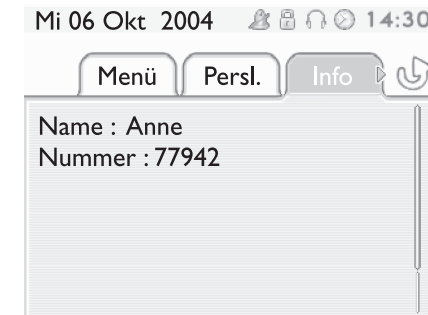 Mi 06 Okt 2004 14:30
Menü Persl. Info
Name : Anne
Nummer : 77942